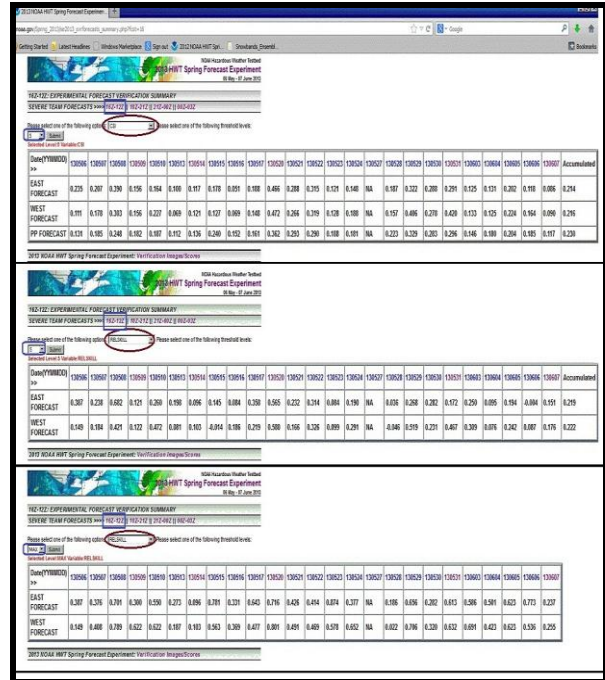 2013 NOAA HWT Spring Forecast Experimen...
Google
Bookmarks
Getting Started Latest Headlines Windows Marketplace Sign out 2012 NOAA HWT Spri... Snowbands_Ensembl...
NOAA Hazardous Weather Testbed
2013 HWT Spring Forecast Experiment
06 May - 07 June 2013
16Z-12Z: EXPERIMENTAL FORECAST VERIFICATION SUMMARY
SEVERE TEAM FORECASTS >>> 16Z-12Z || 18Z-21Z || 21Z-00Z || 00Z-03Z
Please select one of the following options: CSI Please select one of the following threshold levels:
5 Submit
Selected Level:5 Variable:CSI
Date(YYMMDD) >> 130506 130507 130508 130509 130510 130513 130514 130515 130516 130517 130520 130521 130522 130523 130524 130527 130528 130529 130530 130531 130603 130604 130605 130606 130607 Accumulated
EAST FORECAST 0.235 0.207 0.390 0.156 0.164 0.100 0.117 0.178 0.051 0.188 0.466 0.288 0.315 0.121 0.148 NA 0.187 0.322 0.288 0.291 0.125 0.131 0.202 0.118 0.086 0.214
WEST FORECAST 0.111 0.178 0.303 0.156 0.227 0.069 0.121 0.127 0.069 0.148 0.472 0.266 0.319 0.128 0.188 NA 0.157 0.406 0.278 0.420 0.133 0.125 0.224 0.164 0.090 0.216
PP FORECAST 0.131 0.185 0.248 0.182 0.187 0.112 0.136 0.240 0.152 0.161 0.362 0.293 0.290 0.188 0.181 NA 0.223 0.329 0.283 0.296 0.146 0.180 0.204 0.185 0.117 0.230
2013 NOAA HWT Spring Forecast Experiment: Verification Images/Scores
NOAA Hazardous Weather Testbed
2013 HWT Spring Forecast Experiment
06 May - 07 June 2013
16Z-12Z: EXPERIMENTAL FORECAST VERIFICATION SUMMARY
SEVERE TEAM FORECASTS >>> 16Z-12Z || 18Z-21Z || 21Z-00Z || 00Z-03Z
Please select one of the following options: RELSKILL Please select one of the following threshold levels:
5 Submit
Selected Level:5 Variable:RELSKILL
Date(YYMMDD) >> 130506 130507 130508 130509 130510 130513 130514 130515 130516 130517 130520 130521 130522 130523 130524 130527 130528 130529 130530 130531 130603 130604 130605 130606 130607 Accumulated
EAST FORECAST 0.387 0.238 0.682 0.121 0.260 0.198 0.096 0.145 0.084 0.350 0.565 0.232 0.314 0.084 0.190 NA 0.036 0.268 0.282 0.172 0.250 0.095 0.194 -0.004 0.151 0.219
WEST FORECAST 0.149 0.184 0.421 0.122 0.472 0.081 0.103 -0.014 0.186 0.219 0.580 0.166 0.326 0.099 0.291 NA -0.046 0.519 0.231 0.467 0.309 0.076 0.242 0.087 0.176 0.222
2013 NOAA HWT Spring Forecast Experiment: Verification Images/Scores
NOAA Hazardous Weather Testbed
2013 HWT Spring Forecast Experiment
06 May - 07 June 2013
16Z-12Z: EXPERIMENTAL FORECAST VERIFICATION SUMMARY
SEVERE TEAM FORECASTS >>> 16Z-12Z || 18Z-21Z || 21Z-00Z || 00Z-03Z
Please select one of the following options: RELSKILL Please select one of the following threshold levels:
MAX Submit
Selected Level:MAX Variable:RELSKILL
Date(YYMMDD) >> 130506 130507 130508 130509 130510 130513 130514 130515 130516 130517 130520 130521 130522 130523 130524 130527 130528 130529 130530 130531 130603 130604 130605 130606 130607
EAST FORECAST 0.387 0.376 0.701 0.300 0.590 0.273 0.096 0.701 0.331 0.643 0.716 0.426 0.414 0.874 0.377 NA 0.186 0.696 0.282 0.613 0.586 0.501 0.623 0.773 0.237
WEST FORECAST 0.149 0.408 0.789 0.622 0.622 0.187 0.103 0.563 0.369 0.477 0.801 0.491 0.469 0.578 0.652 NA 0.022 0.706 0.320 0.632 0.691 0.423 0.623 0.536 0.255
2013 NOAA HWT Spring Forecast Experiment: Verification Images/Scores